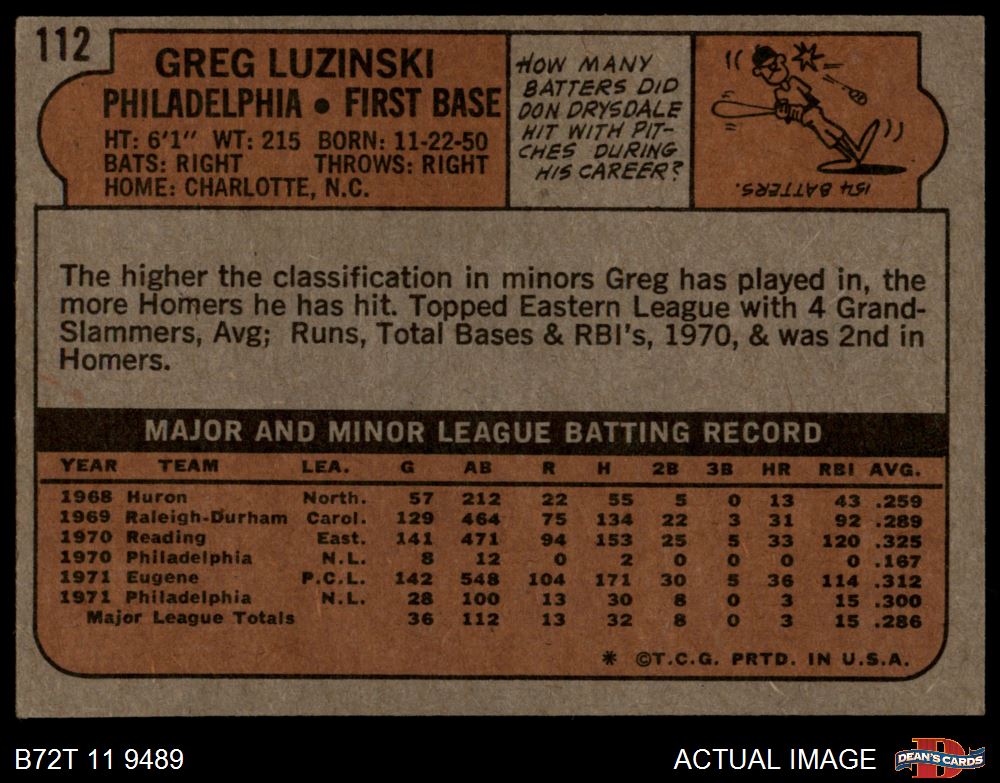 112
GREG LUZINSKI
PHILADELPHIA • FIRST BASE
HT: 6'1" WT: 215 BORN: 11-22-50
BATS: RIGHT THROWS: RIGHT
HOME: CHARLOTTE, N.C.
HOW MANY
BATTERS DID
DON DRYSDALE
HIT WITH PIT-
CHES DURING
HIS CAREER?
154 BATTERS.
The higher the classification in minors Greg has played in, the
more Homers he has hit. Topped Eastern League with 4 Grand-
Slammers, Avg; Runs, Total Bases & RBI's, 1970, & was 2nd in
Homers.
MAJOR AND MINOR LEAGUE BATTING RECORD
YEAR TEAM LEA. G AB R H 2B 3B HR RBI AVG.
1968 Huron North. 57 212 22 55 5 0 13 43 .259
1969 Raleigh-Durham Carol. 129 464 75 134 22 3 31 92 .289
1970 Reading East. 141 471 94 153 25 5 33 120 .325
1970 Philadelphia N.L. 8 12 0 2 0 0 0 0 .167
1971 Eugene P.C.L. 142 548 104 171 30 5 36 114 .312
1971 Philadelphia N.L. 28 100 13 30 8 0 3 15 .300
Major League Totals 36 112 13 32 8 0 3 15 .286
* ©T.C.G. PRTD. IN U.S.A.
B72T 11 9489
ACTUAL IMAGE
D
DEAN'S CARDS